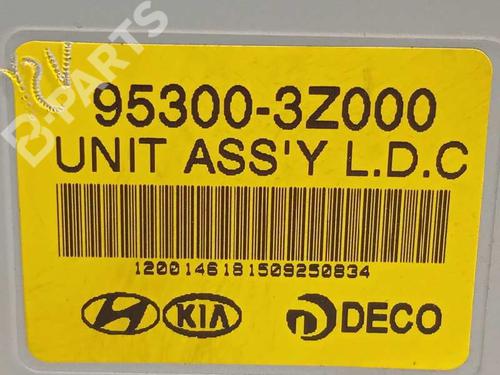 B-PARTS
95300-3Z000
UNIT ASS'Y L.D.C
1200146181509250834
KIA DECO